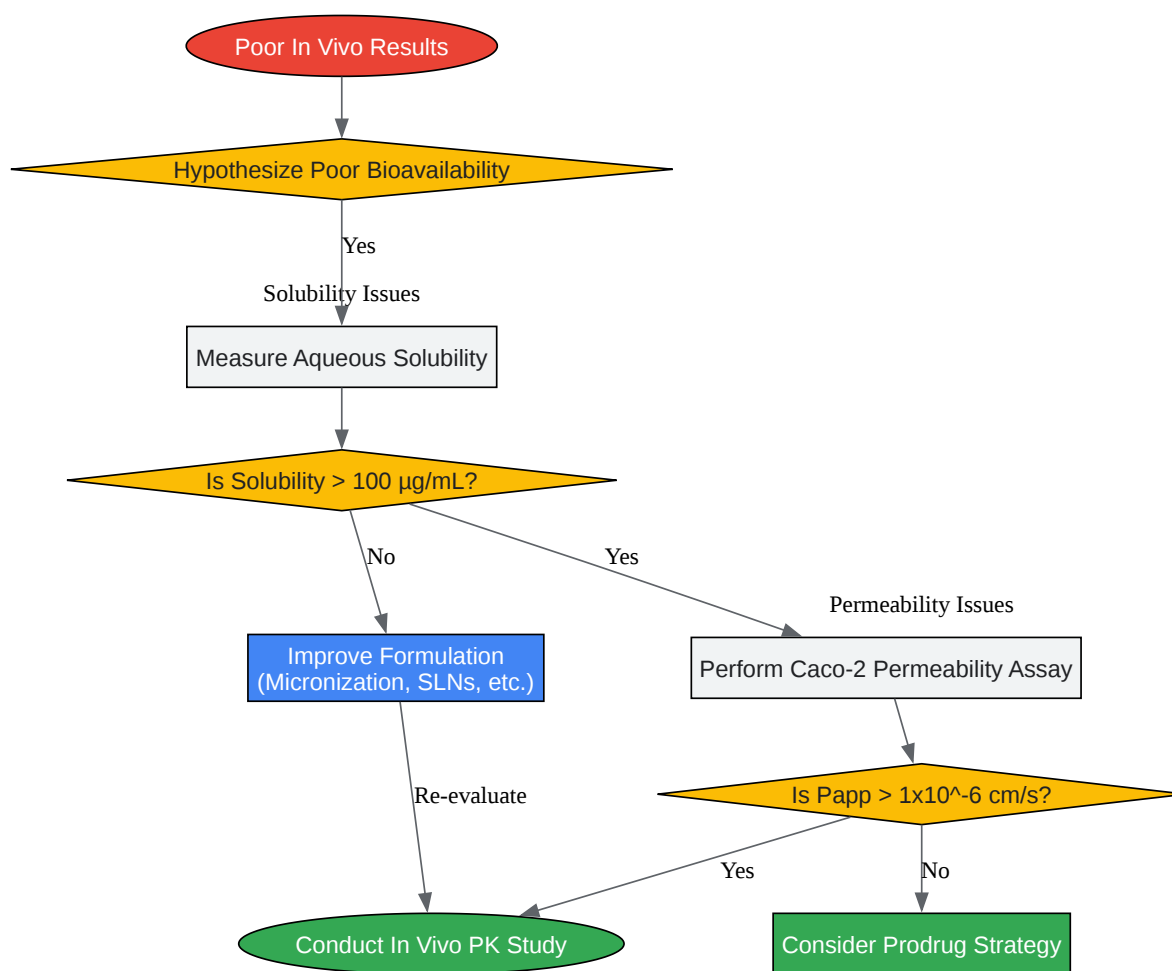 Poor In Vivo Results
Hypothesize Poor Bioavailability
Yes
Solubility Issues
Measure Aqueous Solubility
Is Solubility > 100 µg/mL?
No
Yes
Permeability Issues
Improve Formulation
(Micronization, SLNs, etc.)
Perform Caco-2 Permeability Assay
Re-evaluate
Is Papp > 1x10^-6 cm/s?
Yes
No
Conduct In Vivo PK Study
Consider Prodrug Strategy